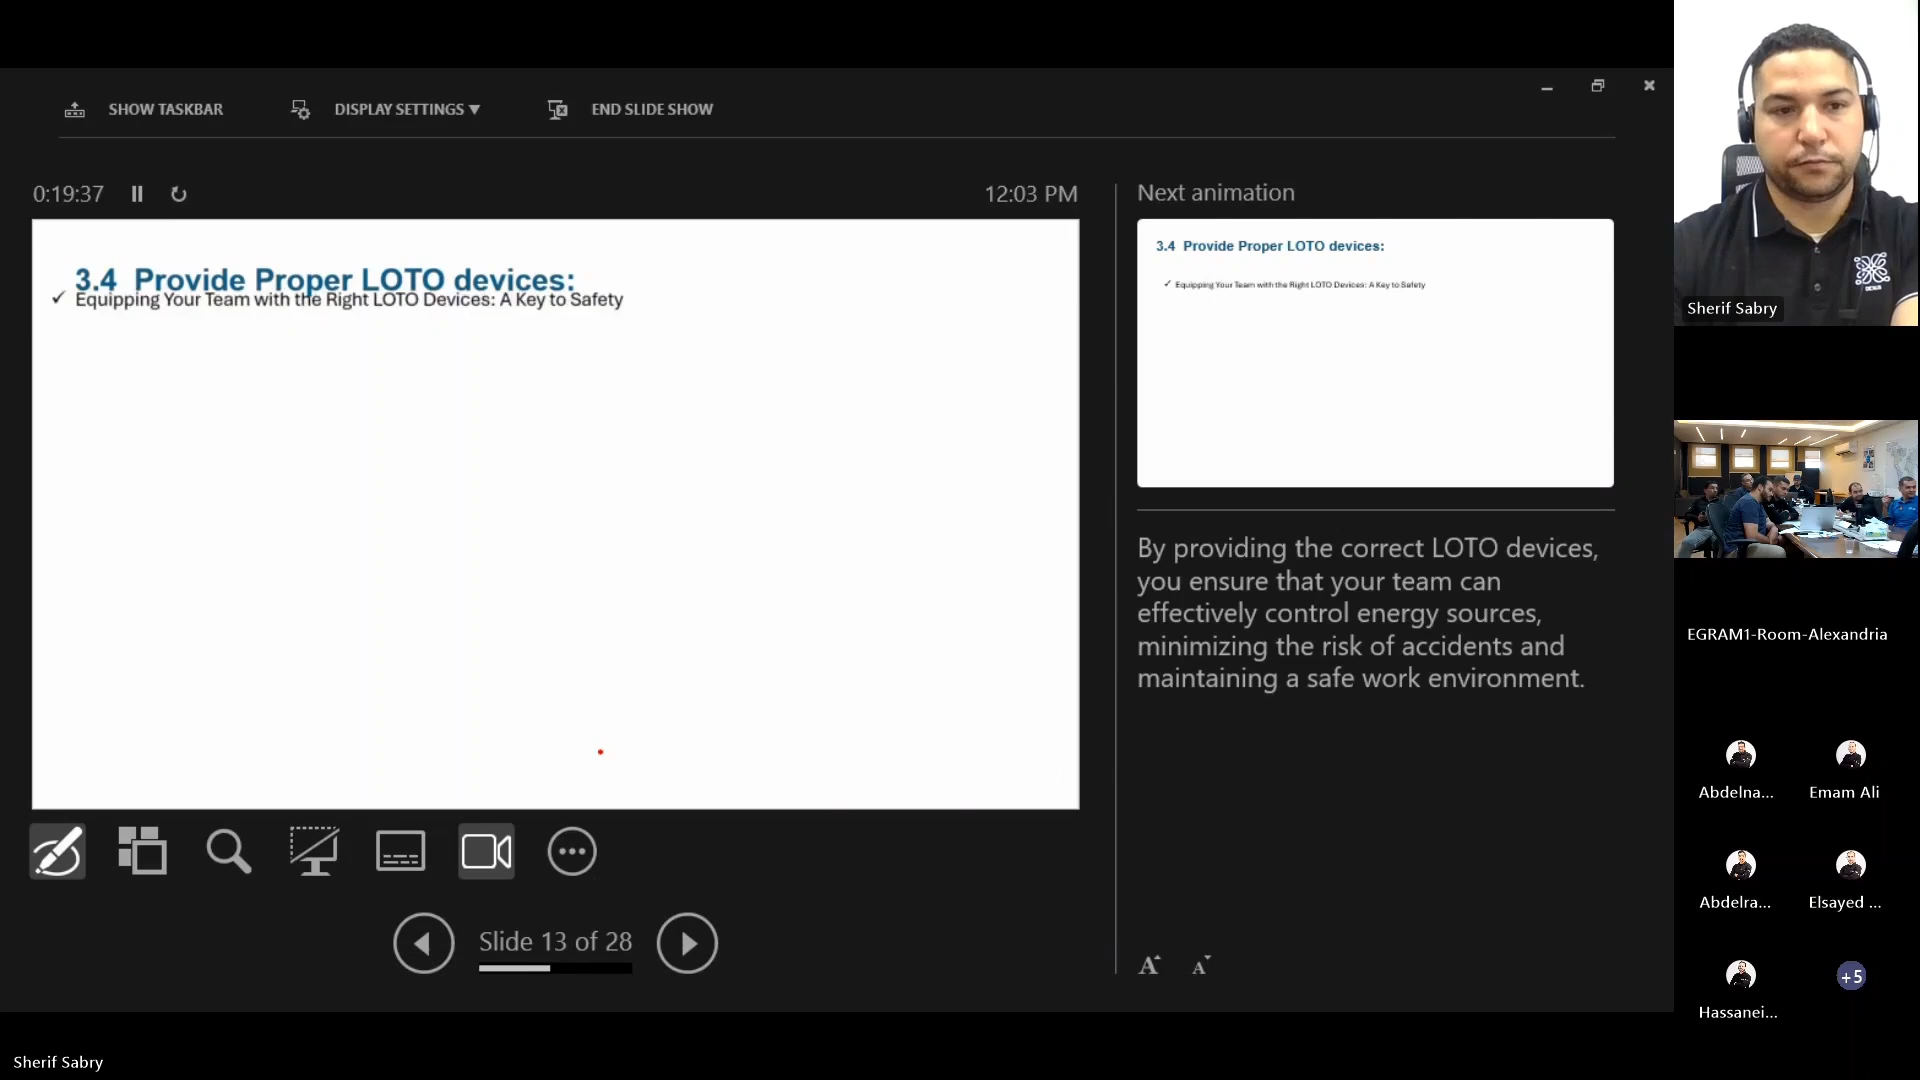 SHOW TASKBAR
DISPLAY SETTINGS ▼
END SLIDE SHOW
0:19:37
12:03 PM
3.4 Provide Proper LOTO devices:
✓ Equipping Your Team with the Right LOTO Devices: A Key to Safety
Next animation
3.4 Provide Proper LOTO devices:
✓ Equipping Your Team with the Right LOTO Devices: A Key to Safety
By providing the correct LOTO devices,
you ensure that your team can
effectively control energy sources,
minimizing the risk of accidents and
maintaining a safe work environment.
Slide 13 of 28
A A
Sherif Sabry
EGRAM1-Room-Alexandria
Abdelna...
Emam Ali
Abdelra...
Elsayed ...
Hassanei...
+5
Sherif Sabry